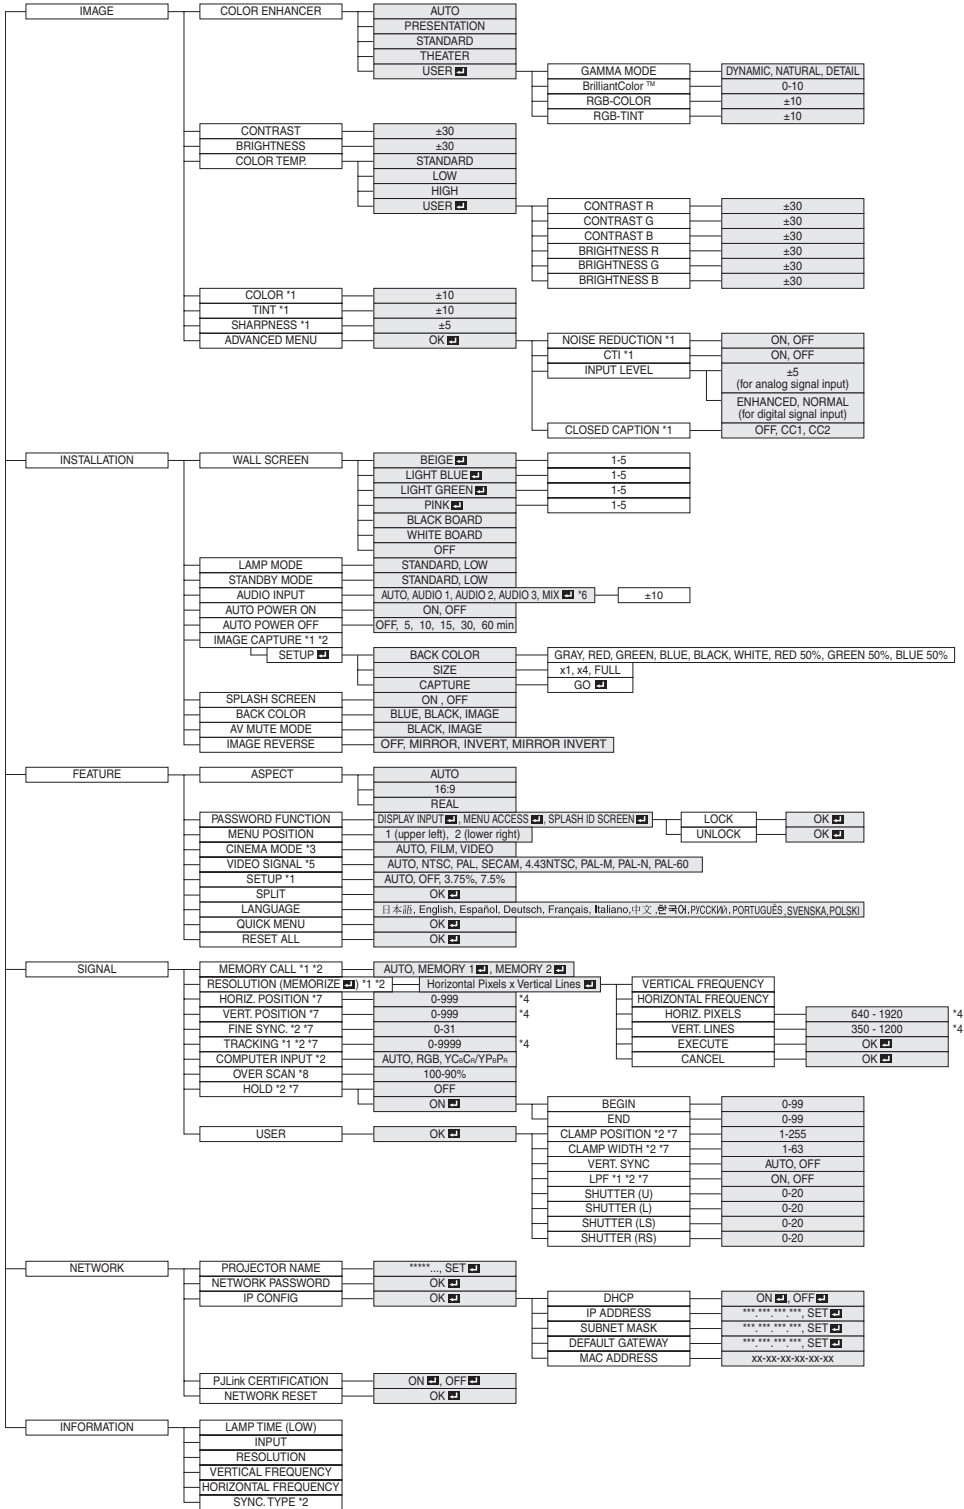 IMAGE COLOR ENHANCER AUTO
PRESENTATION
STANDARD
THEATER
USER GAMMA MODE DYNAMIC, NATURAL, DETAIL
BrilliantColor ™ 0-10
RGB-COLOR ±10
RGB-TINT ±10
CONTRAST ±30
BRIGHTNESS ±30
COLOR TEMP. STANDARD
LOW
HIGH
USER CONTRAST R ±30
CONTRAST G ±30
CONTRAST B ±30
BRIGHTNESS R ±30
BRIGHTNESS G ±30
BRIGHTNESS B ±30
COLOR *1 ±10
TINT *1 ±10
SHARPNESS *1 ±5
ADVANCED MENU OK NOISE REDUCTION *1 ON, OFF
CTI *1 ON, OFF
INPUT LEVEL ±5
(for analog signal input)
ENHANCED, NORMAL
(for digital signal input)
CLOSED CAPTION *1 OFF, CC1, CC2
INSTALLATION WALL SCREEN BEIGE 1-5
LIGHT BLUE 1-5
LIGHT GREEN 1-5
PINK 1-5
BLACK BOARD
WHITE BOARD
OFF
LAMP MODE STANDARD, LOW
STANDBY MODE STANDARD, LOW
AUDIO INPUT AUTO, AUDIO 1, AUDIO 2, AUDIO 3, MIX *6 ±10
AUTO POWER ON ON, OFF
AUTO POWER OFF OFF, 5, 10, 15, 30, 60 min
IMAGE CAPTURE *1 *2
SETUP BACK COLOR GRAY, RED, GREEN, BLUE, BLACK, WHITE, RED 50%, GREEN 50%, BLUE 50%
SIZE x1, x4, FULL
CAPTURE GO
SPLASH SCREEN ON , OFF
BACK COLOR BLUE, BLACK, IMAGE
AV MUTE MODE BLACK, IMAGE
IMAGE REVERSE OFF, MIRROR, INVERT, MIRROR INVERT
FEATURE ASPECT AUTO
16:9
REAL
PASSWORD FUNCTION DISPLAY INPUT , MENU ACCESS , SPLASH ID SCREEN LOCK OK
MENU POSITION 1 (upper left), 2 (lower right) UNLOCK OK
CINEMA MODE *3 AUTO, FILM, VIDEO
VIDEO SIGNAL *5 AUTO, NTSC, PAL, SECAM, 4.43NTSC, PAL-M, PAL-N, PAL-60
SETUP *1 AUTO, OFF, 3.75%, 7.5%
SPLIT OK
LANGUAGE 日本語, English, Español, Deutsch, Français, Italiano,中文 ,한국어,РУССКИЙ, PORTUGUÊS ,SVENSKA,POLSKI
QUICK MENU OK
RESET ALL OK
SIGNAL MEMORY CALL *1 *2 AUTO, MEMORY 1 , MEMORY 2
RESOLUTION (MEMORIZE ) *1 *2 Horizontal Pixels x Vertical Lines VERTICAL FREQUENCY
HORIZ. POSITION *7 0-999 *4 HORIZONTAL FREQUENCY
VERT. POSITION *7 0-999 *4 HORIZ. PIXELS 640 - 1920 *4
FINE SYNC. *2 *7 0-31 VERT. LINES 350 - 1200 *4
TRACKING *1 *2 *7 0-9999 *4 EXECUTE OK
COMPUTER INPUT *2 AUTO, RGB, YCBCR/YPBPR CANCEL OK
OVER SCAN *8 100-90%
HOLD *2 *7 OFF
ON BEGIN 0-99
END 0-99
USER OK CLAMP POSITION *2 *7 1-255
CLAMP WIDTH *2 *7 1-63
VERT. SYNC AUTO, OFF
LPF *1 *2 *7 ON, OFF
SHUTTER (U) 0-20
SHUTTER (L) 0-20
SHUTTER (LS) 0-20
SHUTTER (RS) 0-20
NETWORK PROJECTOR NAME *****..., SET
NETWORK PASSWORD OK
IP CONFIG OK DHCP ON , OFF
IP ADDRESS ***.***.***.***, SET
SUBNET MASK ***.***.***.***, SET
DEFAULT GATEWAY ***.***.***.***, SET
MAC ADDRESS xx-xx-xx-xx-xx-xx
PJLink CERTIFICATION ON , OFF
NETWORK RESET OK
INFORMATION LAMP TIME (LOW)
INPUT
RESOLUTION
VERTICAL FREQUENCY
HORIZONTAL FREQUENCY
SYNC. TYPE *2